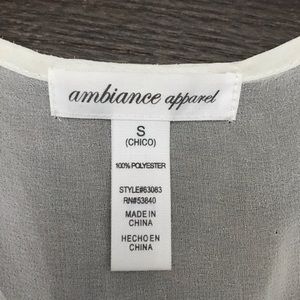 ambiance apparel
S
(CHICO)
100% POLYESTER
STYLE#63083
RN#53840
MADE IN
CHINA
HECHO EN
CHINA